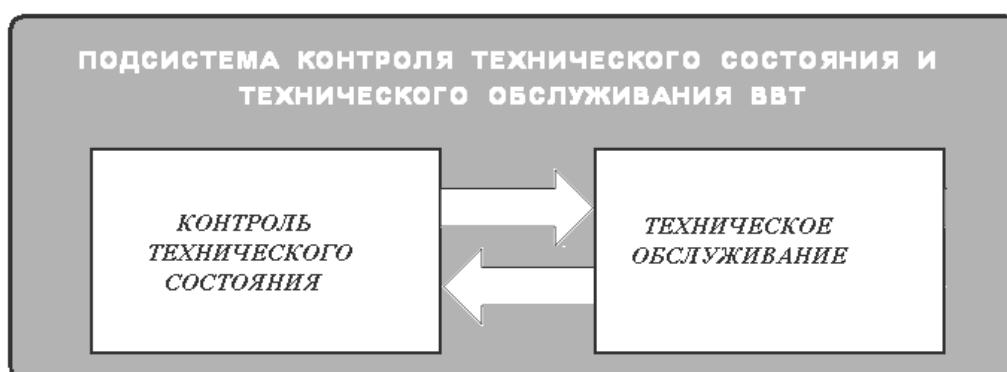 ПОДСИСТЕМА КОНТРОЛЯ ТЕХНИЧЕСКОГО СОСТОЯНИЯ И
ТЕХНИЧЕСКОГО ОБСЛУЖИВАНИЯ ВВТ
КОНТРОЛЬ
ТЕХНИЧЕСКОГО
СОСТОЯНИЯ
ТЕХНИЧЕСКОЕ
ОБСЛУЖИВАНИЕ